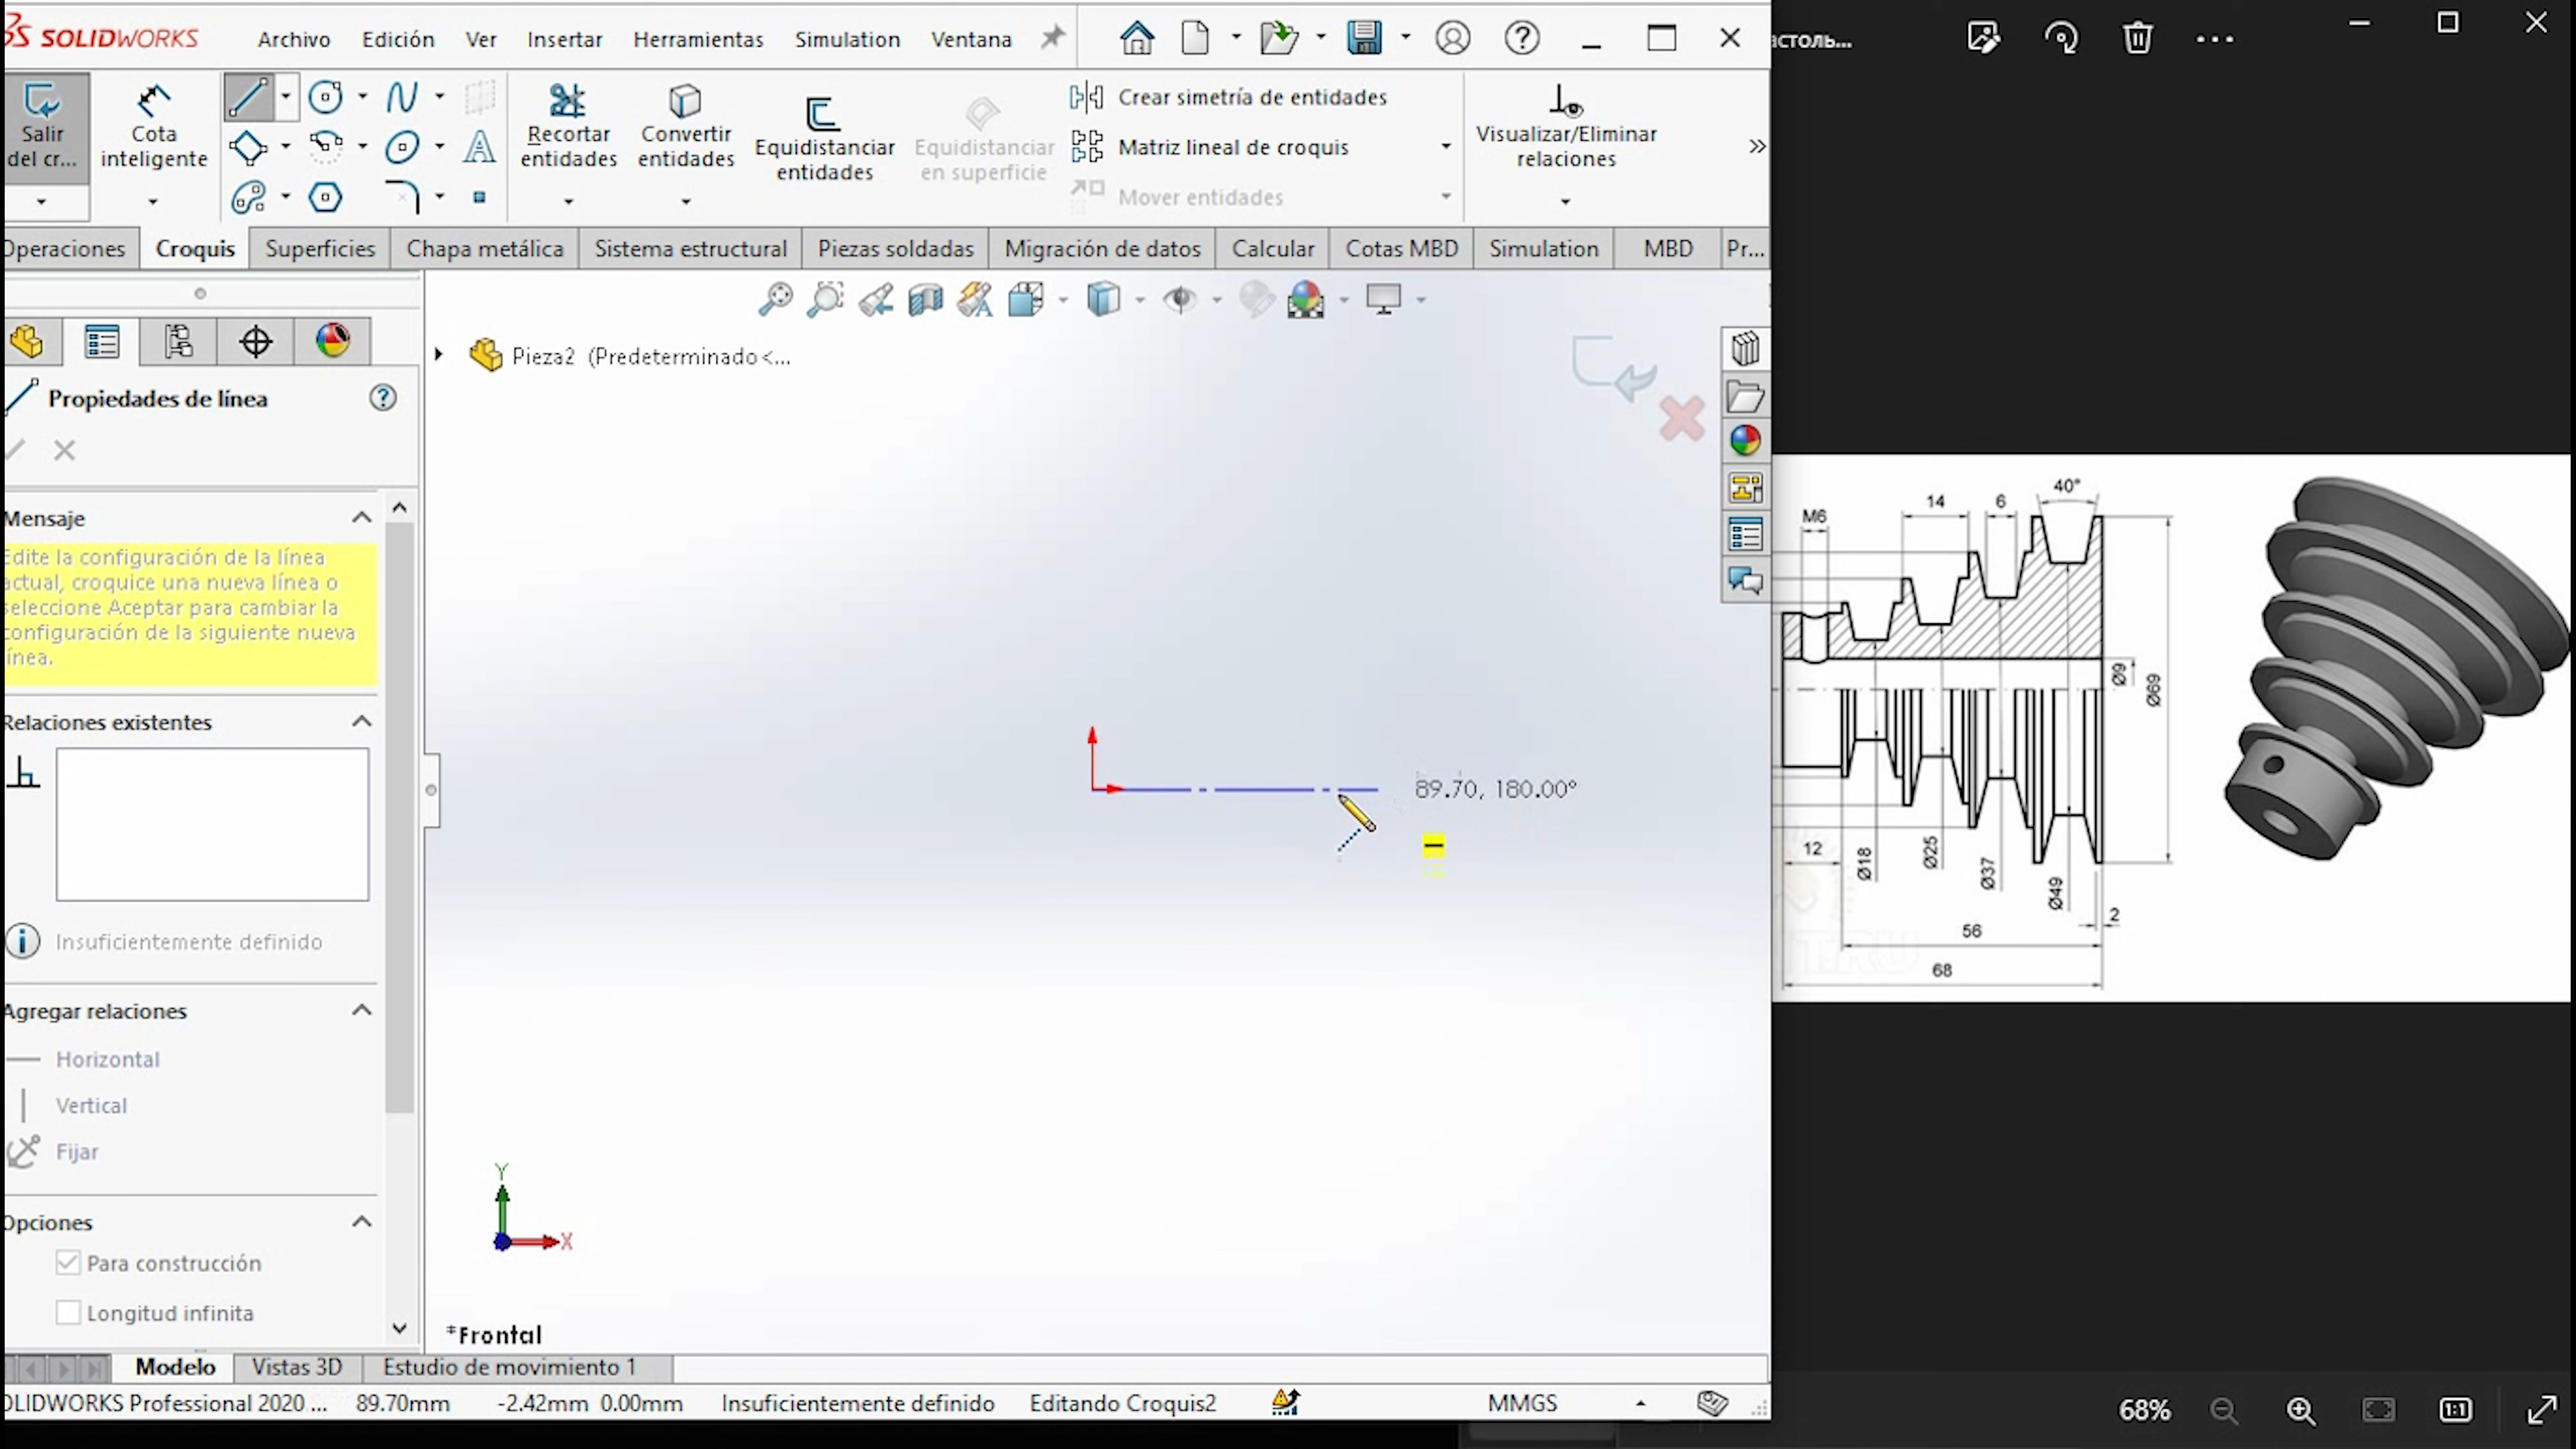 SOLIDWORKS
Archivo Edición Ver Insertar Herramientas Simulation Ventana
Salir
del cr...
Cota
inteligente
Recortar
entidades
Convertir
entidades
Equidistanciar
entidades
Equidistanciar
en superficie
Crear simetría de entidades
Matriz lineal de croquis
Mover entidades
Visualizar/Eliminar
relaciones
Operaciones Croquis Superficies Chapa metálica Sistema estructural Piezas soldadas Migración de datos Calcular Cotas MBD Simulation MBD Pr...
Pieza2 (Predeterminado<...
Propiedades de línea
Mensaje
Edite la configuración de la línea
actual, croquice una nueva línea o
seleccione Aceptar para cambiar la
configuración de la siguiente nueva
línea.
Relaciones existentes
Insuficientemente definido
Agregar relaciones
Horizontal
Vertical
Fijar
Opciones
Para construcción
Longitud infinita
89.70, 180.00°
Y
X
*Frontal
Modelo Vistas 3D Estudio de movimiento 1
OLIDWORKS Professional 2020 ... 89.70mm -2.42mm 0.00mm Insuficientemente definido Editando Croquis2 MMGS
астоль...
40°
14
6
M6
Ø9
Ø69
12
Ø18
Ø25
Ø37
Ø49
2
56
68
68%
1:1